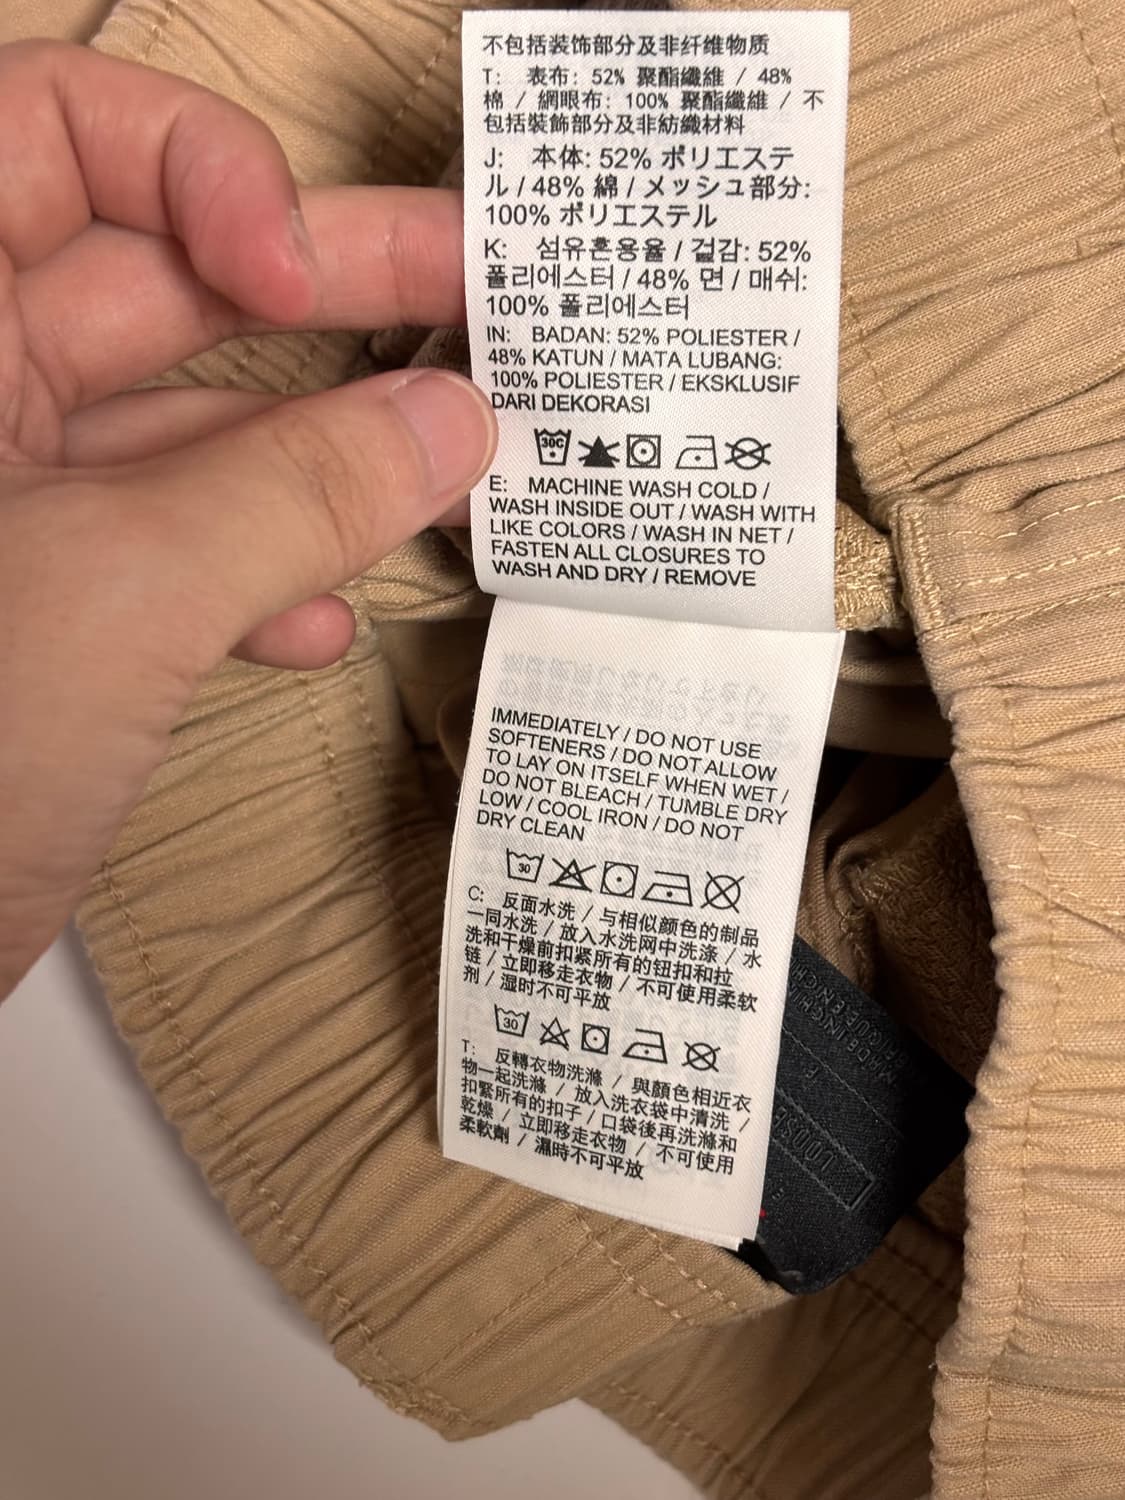 不包括装饰部分及非纤维物质
T: 表布: 52% 聚酯纖維 / 48%
棉 / 網眼布: 100% 聚酯纖維 / 不
包括裝飾部分及非紡織材料
J: 本体: 52% ポリエステ
ル / 48% 綿 / メッシュ部分:
100% ポリエステル
K: 섬유혼용율 / 겉감: 52%
폴리에스터 / 48% 면 / 매쉬:
100% 폴리에스터
IN: BADAN: 52% POLIESTER /
48% KATUN / MATA LUBANG:
100% POLIESTER / EKSKLUSIF
DARI DEKORASI
30C
E: MACHINE WASH COLD /
WASH INSIDE OUT / WASH WITH
LIKE COLORS / WASH IN NET /
FASTEN ALL CLOSURES TO
WASH AND DRY / REMOVE
IMMEDIATELY / DO NOT USE
SOFTENERS / DO NOT ALLOW
TO LAY ON ITSELF WHEN WET /
DO NOT BLEACH / TUMBLE DRY
LOW / COOL IRON / DO NOT
DRY CLEAN
30
C: 反面水洗 / 与相似颜色的制品
一同水洗 / 放入水洗网中洗涤 / 水
洗和干燥前扣紧所有的钮扣和拉
链 / 立即移走衣物 / 不可使用柔软
剂 / 湿时不可平放
30
T: 反轉衣物洗滌 / 與顏色相近衣
物一起洗滌 / 放入洗衣袋中清洗 /
扣緊所有的扣子 / 口袋後再洗滌和
乾燥 / 立即移走衣物 / 不可使用
柔軟劑 / 濕時不可平放